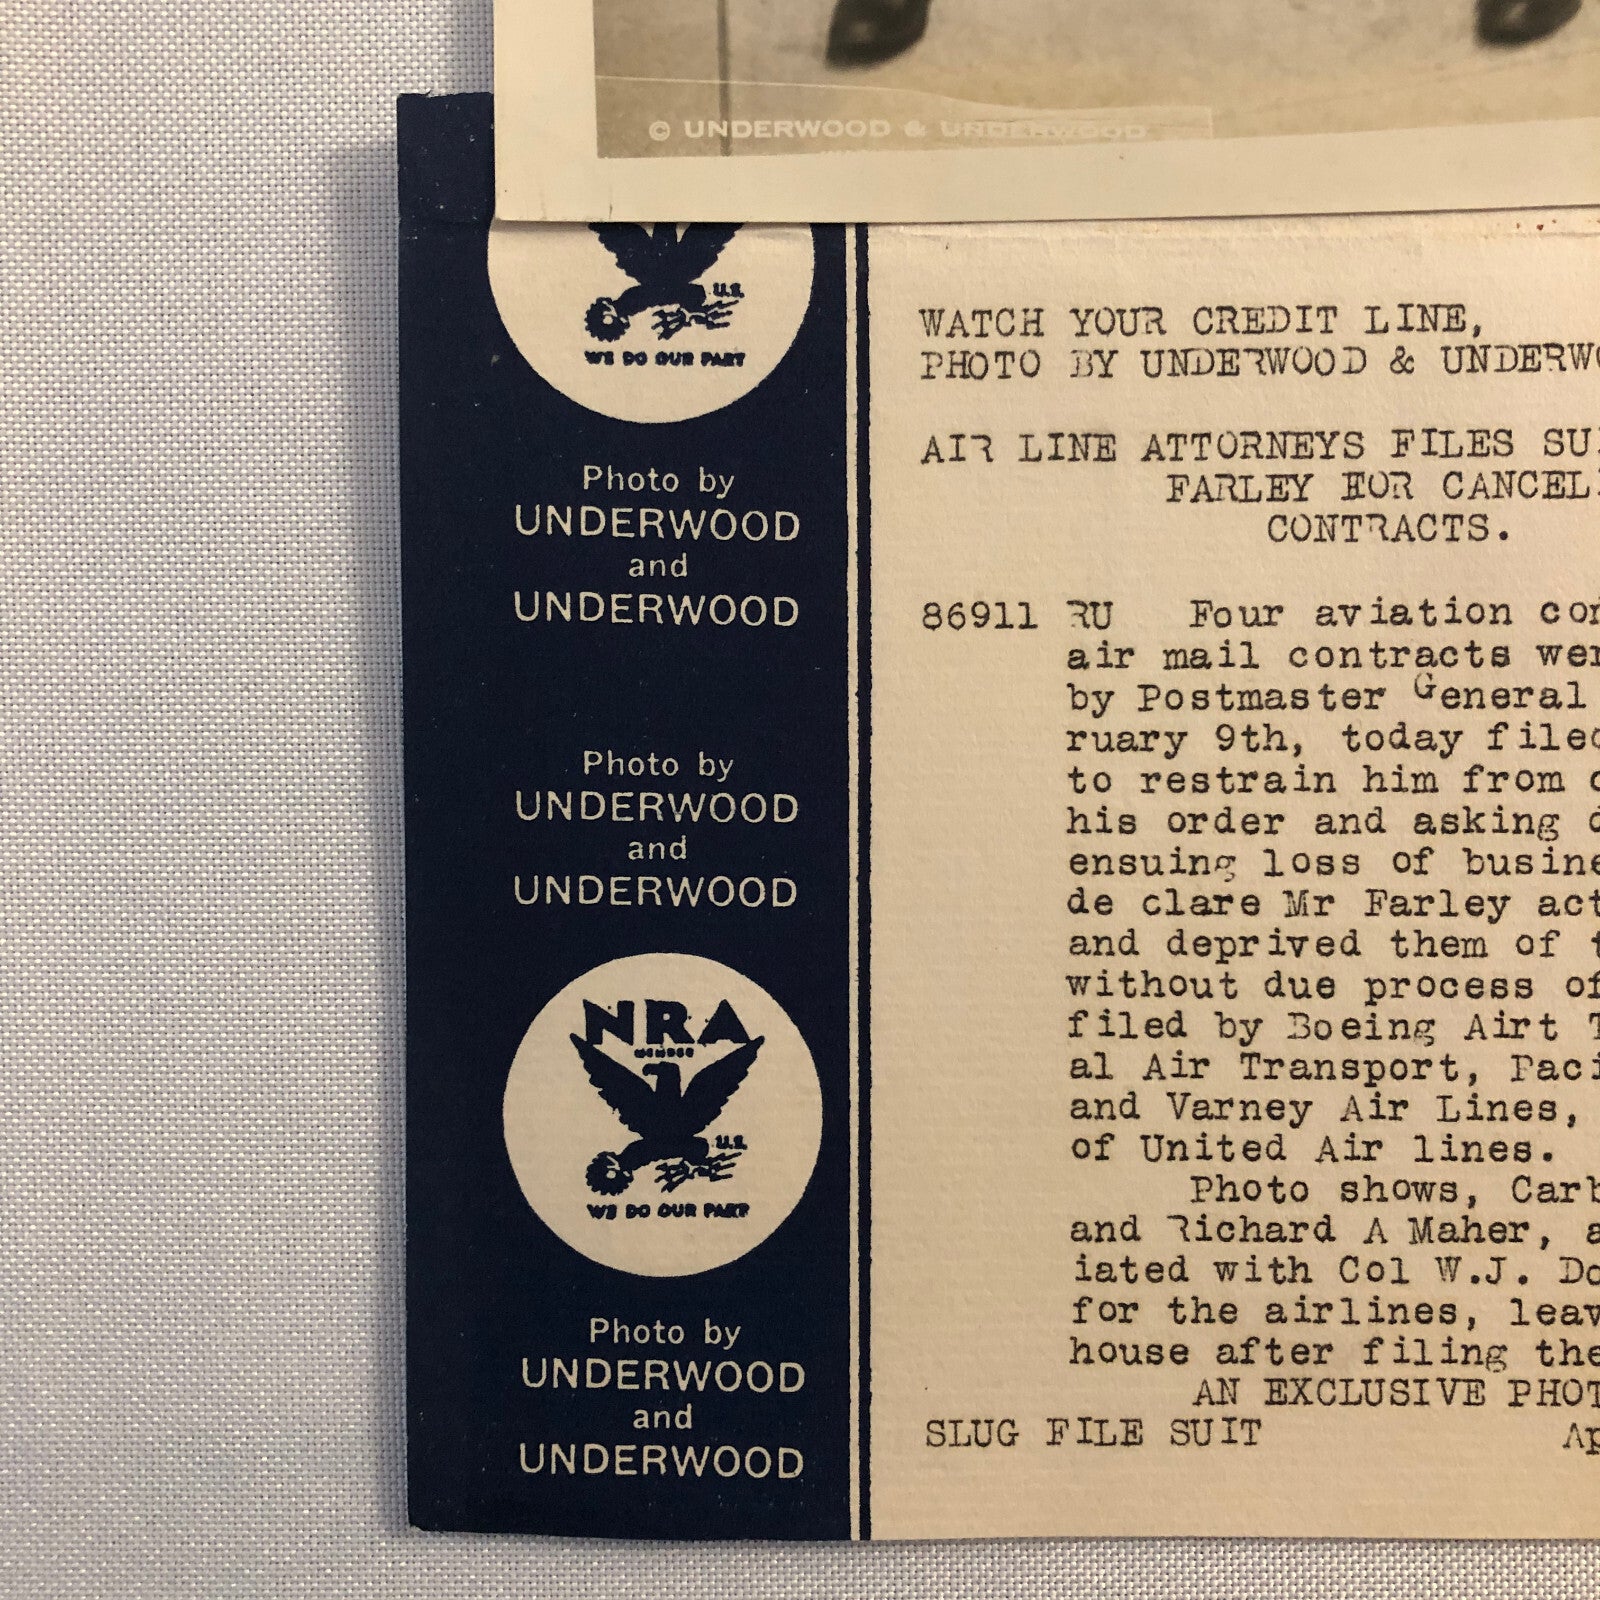 © UNDERWOOD & UNDERWOOD
U.S.
WE DO OUR PART
Photo by
UNDERWOOD
and
UNDERWOOD
Photo by
UNDERWOOD
and
UNDERWOOD
NRA
MEMBER
U.S.
WE DO OUR PART
Photo by
UNDERWOOD
and
UNDERWOOD
WATCH YOUR CREDIT LINE,
PHOTO BY UNDERWOOD & UNDERWO
AIR LINE ATTORNEYS FILES SU
FARLEY FOR CANCEL
CONTRACTS.
86911 RU Four aviation co
air mail contracts wer
by Postmaster General
ruary 9th, today filed
to restrain him from
his order and asking
ensuing loss of busine
de clare Mr Farley act
and deprived them of
without due process of
filed by Boeing Airt T
al Air Transport, Paci
and Varney Air Lines,
of United Air lines.
Photo shows, Carb
and Richard A Maher, a
iated with Col W.J. Do
for the airlines, leav
house after filing the
AN EXCLUSIVE PHOT
SLUG FILE SUIT Ap